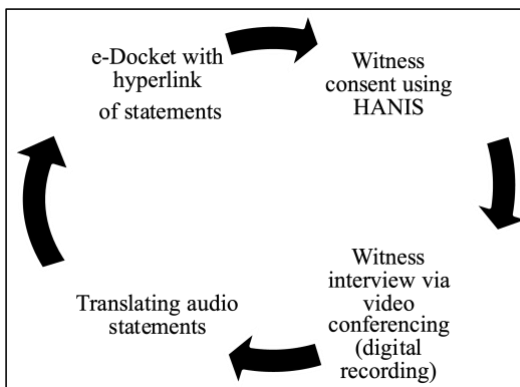 e-Docket with
hyperlink
of statements
Witness
consent using
HANIS
Witness
interview via
video
conferencing
(digital
recording)
Translating audio
statements